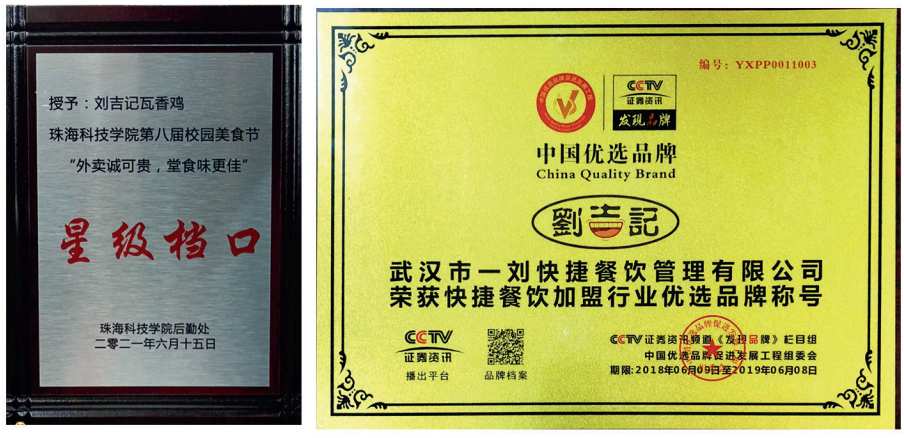 授予：刘吉记瓦香鸡
珠海科技学院第八届校园美食节
“外卖诚可贵，堂食味更佳”
星级档口
珠海科技学院后勤处
二零二一年六月十五日
编号：YXPP0011003
CCTV
证券资讯
发现品牌
中国优选品牌
China Quality Brand
劉吉記
武汉市一刘快捷餐饮管理有限公司
荣获快捷餐饮加盟行业优选品牌称号
CCTV
证券资讯
播出平台
品牌档案
CCTV证券资讯频道《发现品牌》栏目组
中国优选品牌促进发展工程组委会
期限:2018年06月09日至2019年06月08日